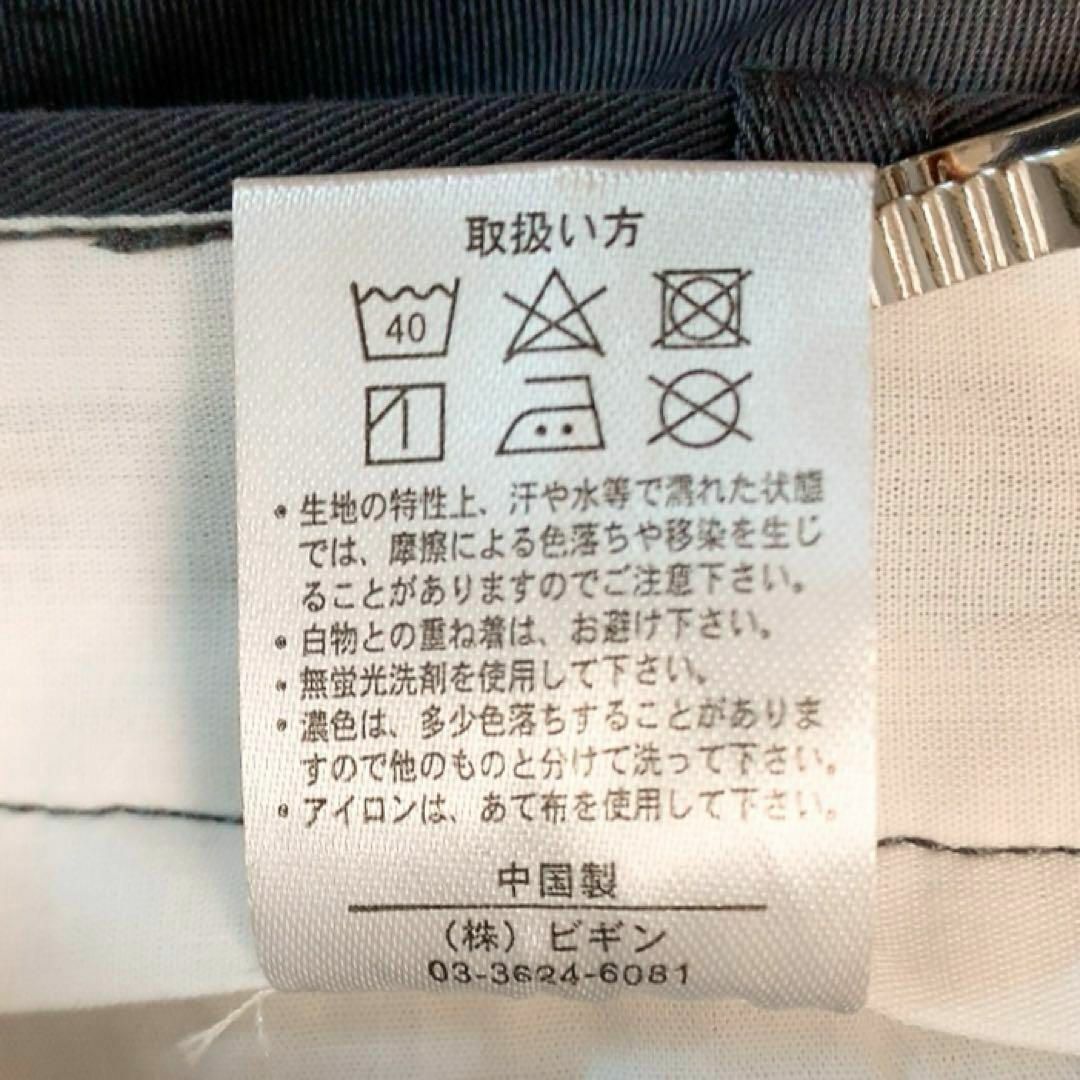 取扱い方
40
・生地の特性上、汗や水等で濡れた状態
では、摩擦による色落ちや移染を生じ
ることがありますのでご注意下さい。
・白物との重ね着は、お避け下さい。
・無蛍光洗剤を使用して下さい。
・濃色は、多少色落ちすることがありま
すので他のものと分けて洗って下さい。
・アイロンは、あて布を使用して下さい。
中国製
（株）ビギン
03-3624-6081